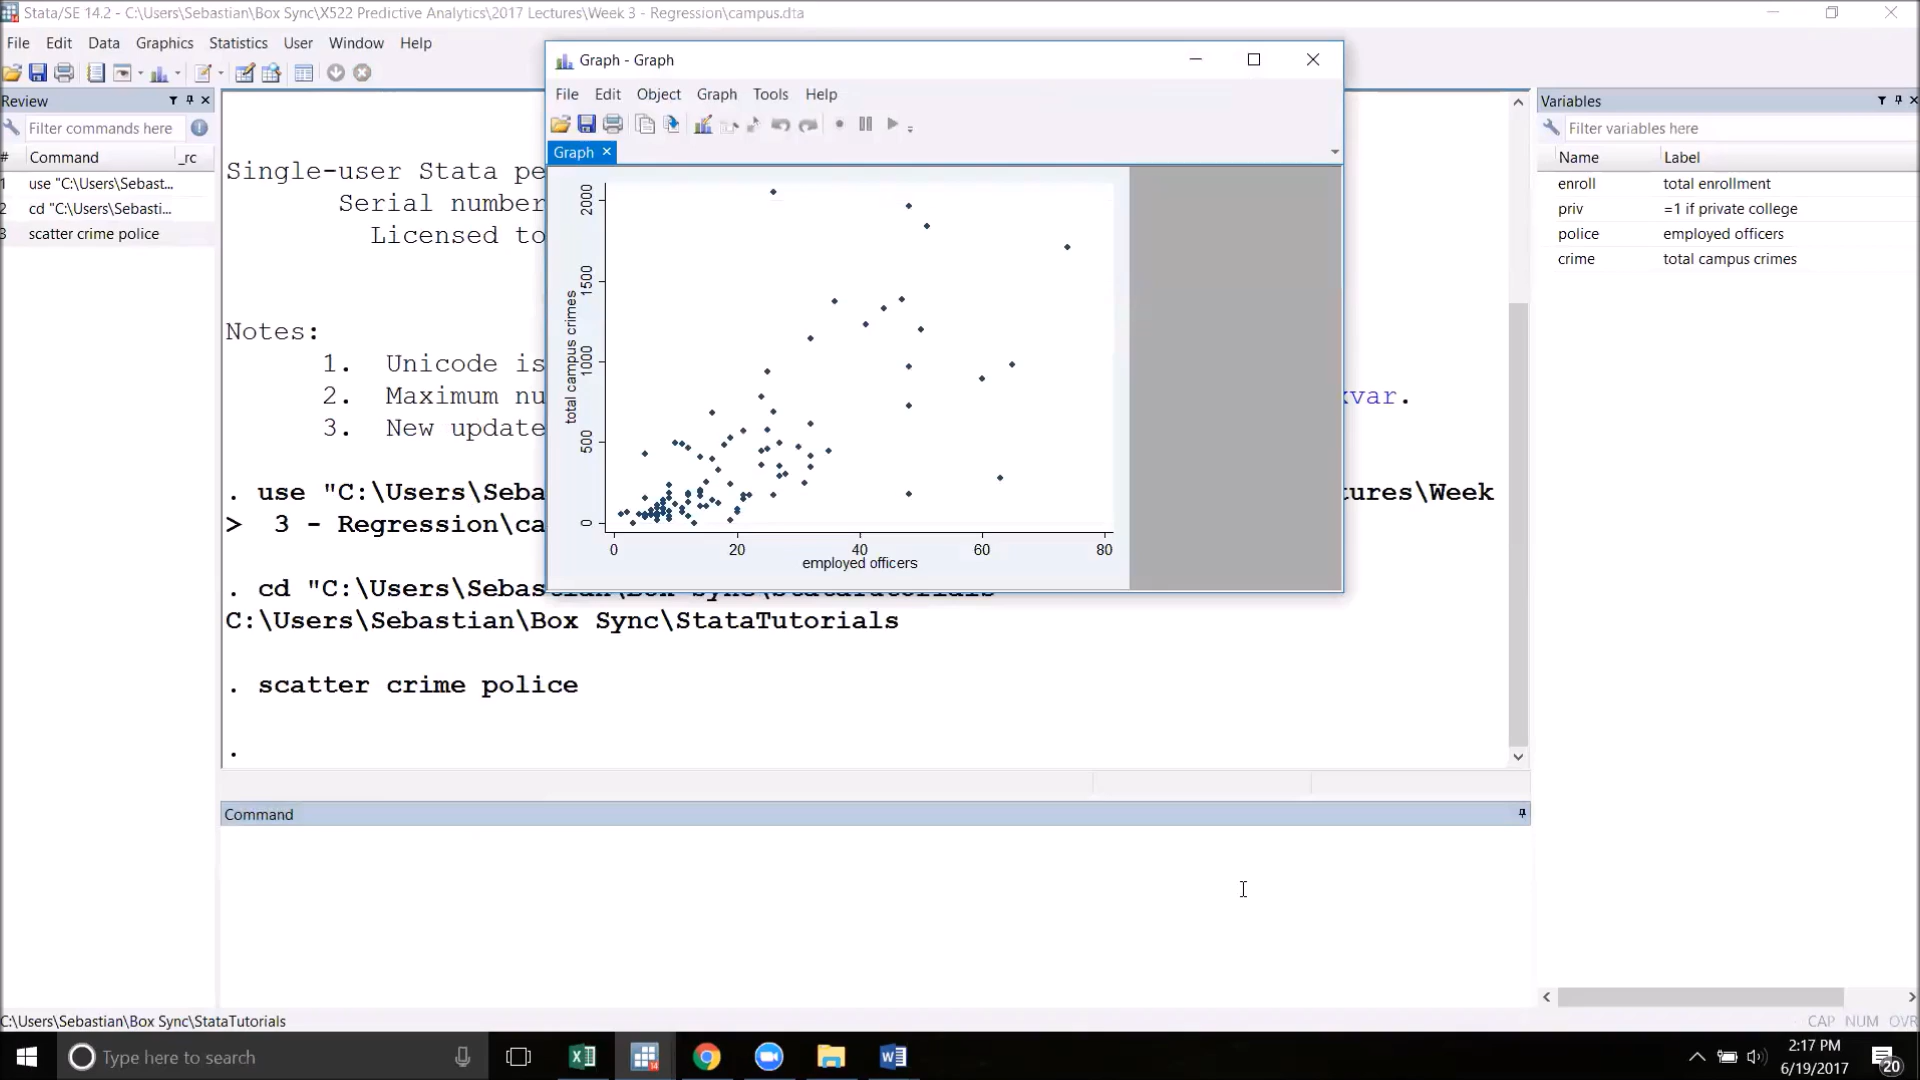 Stata/SE 14.2 - C:\Users\Sebastian\Box Sync\X522 Predictive Analytics\2017 Lectures\Week 3 - Regression\campus.dta
File Edit Data Graphics Statistics User Window Help
Review
Filter commands here
# Command _rc
1 use "C:\Users\Sebast...
2 cd "C:\Users\Sebasti...
3 scatter crime police
Single-user Stata pe
Serial number
Licensed to
Notes:
1. Unicode is
2. Maximum nu
var.
3. New update
. use "C:\Users\Seba
tures\Week
> 3 - Regression\ca
. cd "C:\Users\Sebastian\Box Sync\StataTutorials
C:\Users\Sebastian\Box Sync\StataTutorials
. scatter crime police
.
Graph - Graph
File Edit Object Graph Tools Help
Graph
total campus crimes
2000
1500
1000
500
0
0 20 40 60 80
employed officers
Variables
Filter variables here
Name Label
enroll total enrollment
priv =1 if private college
police employed officers
crime total campus crimes
Command
C:\Users\Sebastian\Box Sync\StataTutorials
CAP NUM OVR
Type here to search
14
2:17 PM
6/19/2017
20